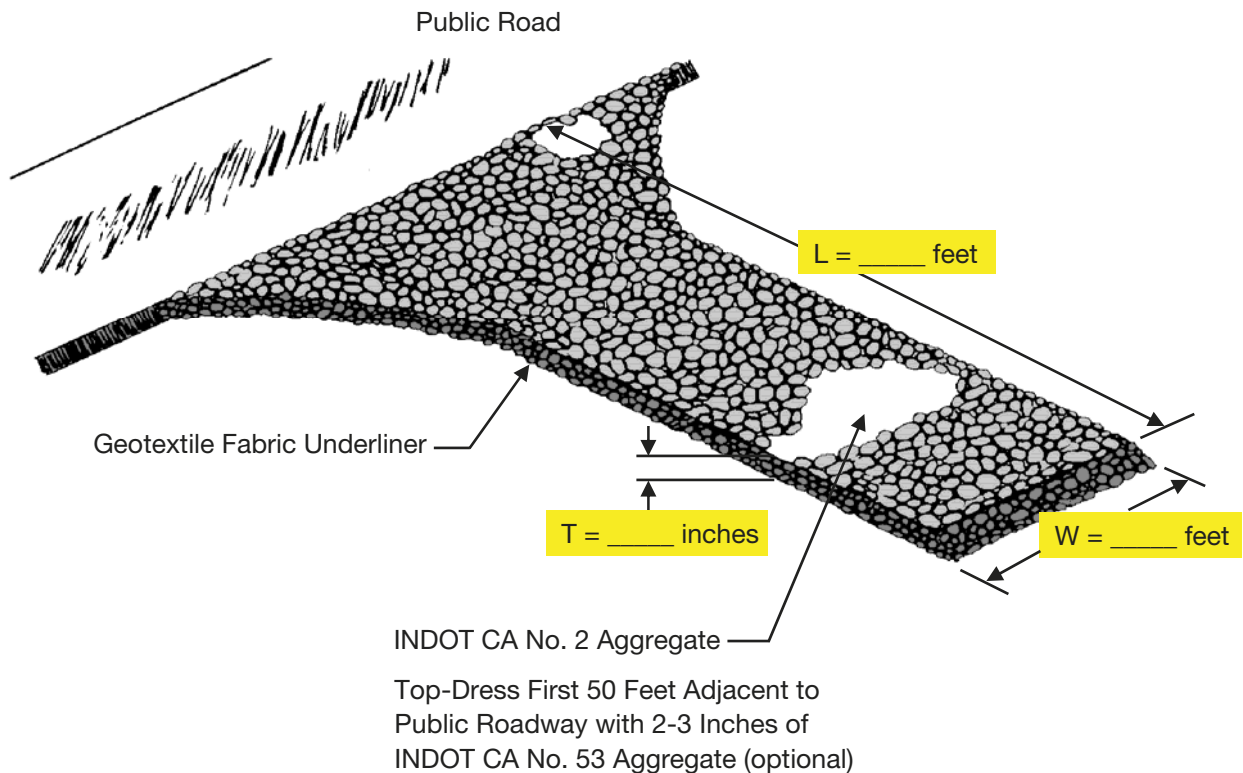 Public Road
L = _____ feet
Geotextile Fabric Underliner
T = _____ inches
W = _____ feet
INDOT CA No. 2 Aggregate
Top-Dress First 50 Feet Adjacent to
Public Roadway with 2-3 Inches of
INDOT CA No. 53 Aggregate (optional)